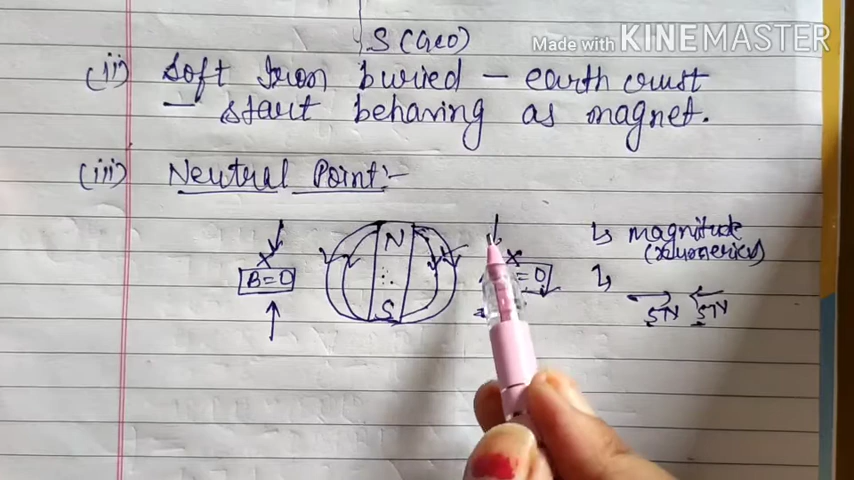 S (Geo)
Made with KINEMASTER
(ii) Soft Iron buried - earth crust
- start behaving as magnet.
(iii) Neutral Point:-
N
magnitude
(Numerics)
x
x
B=0
= 0
S
S N
S N